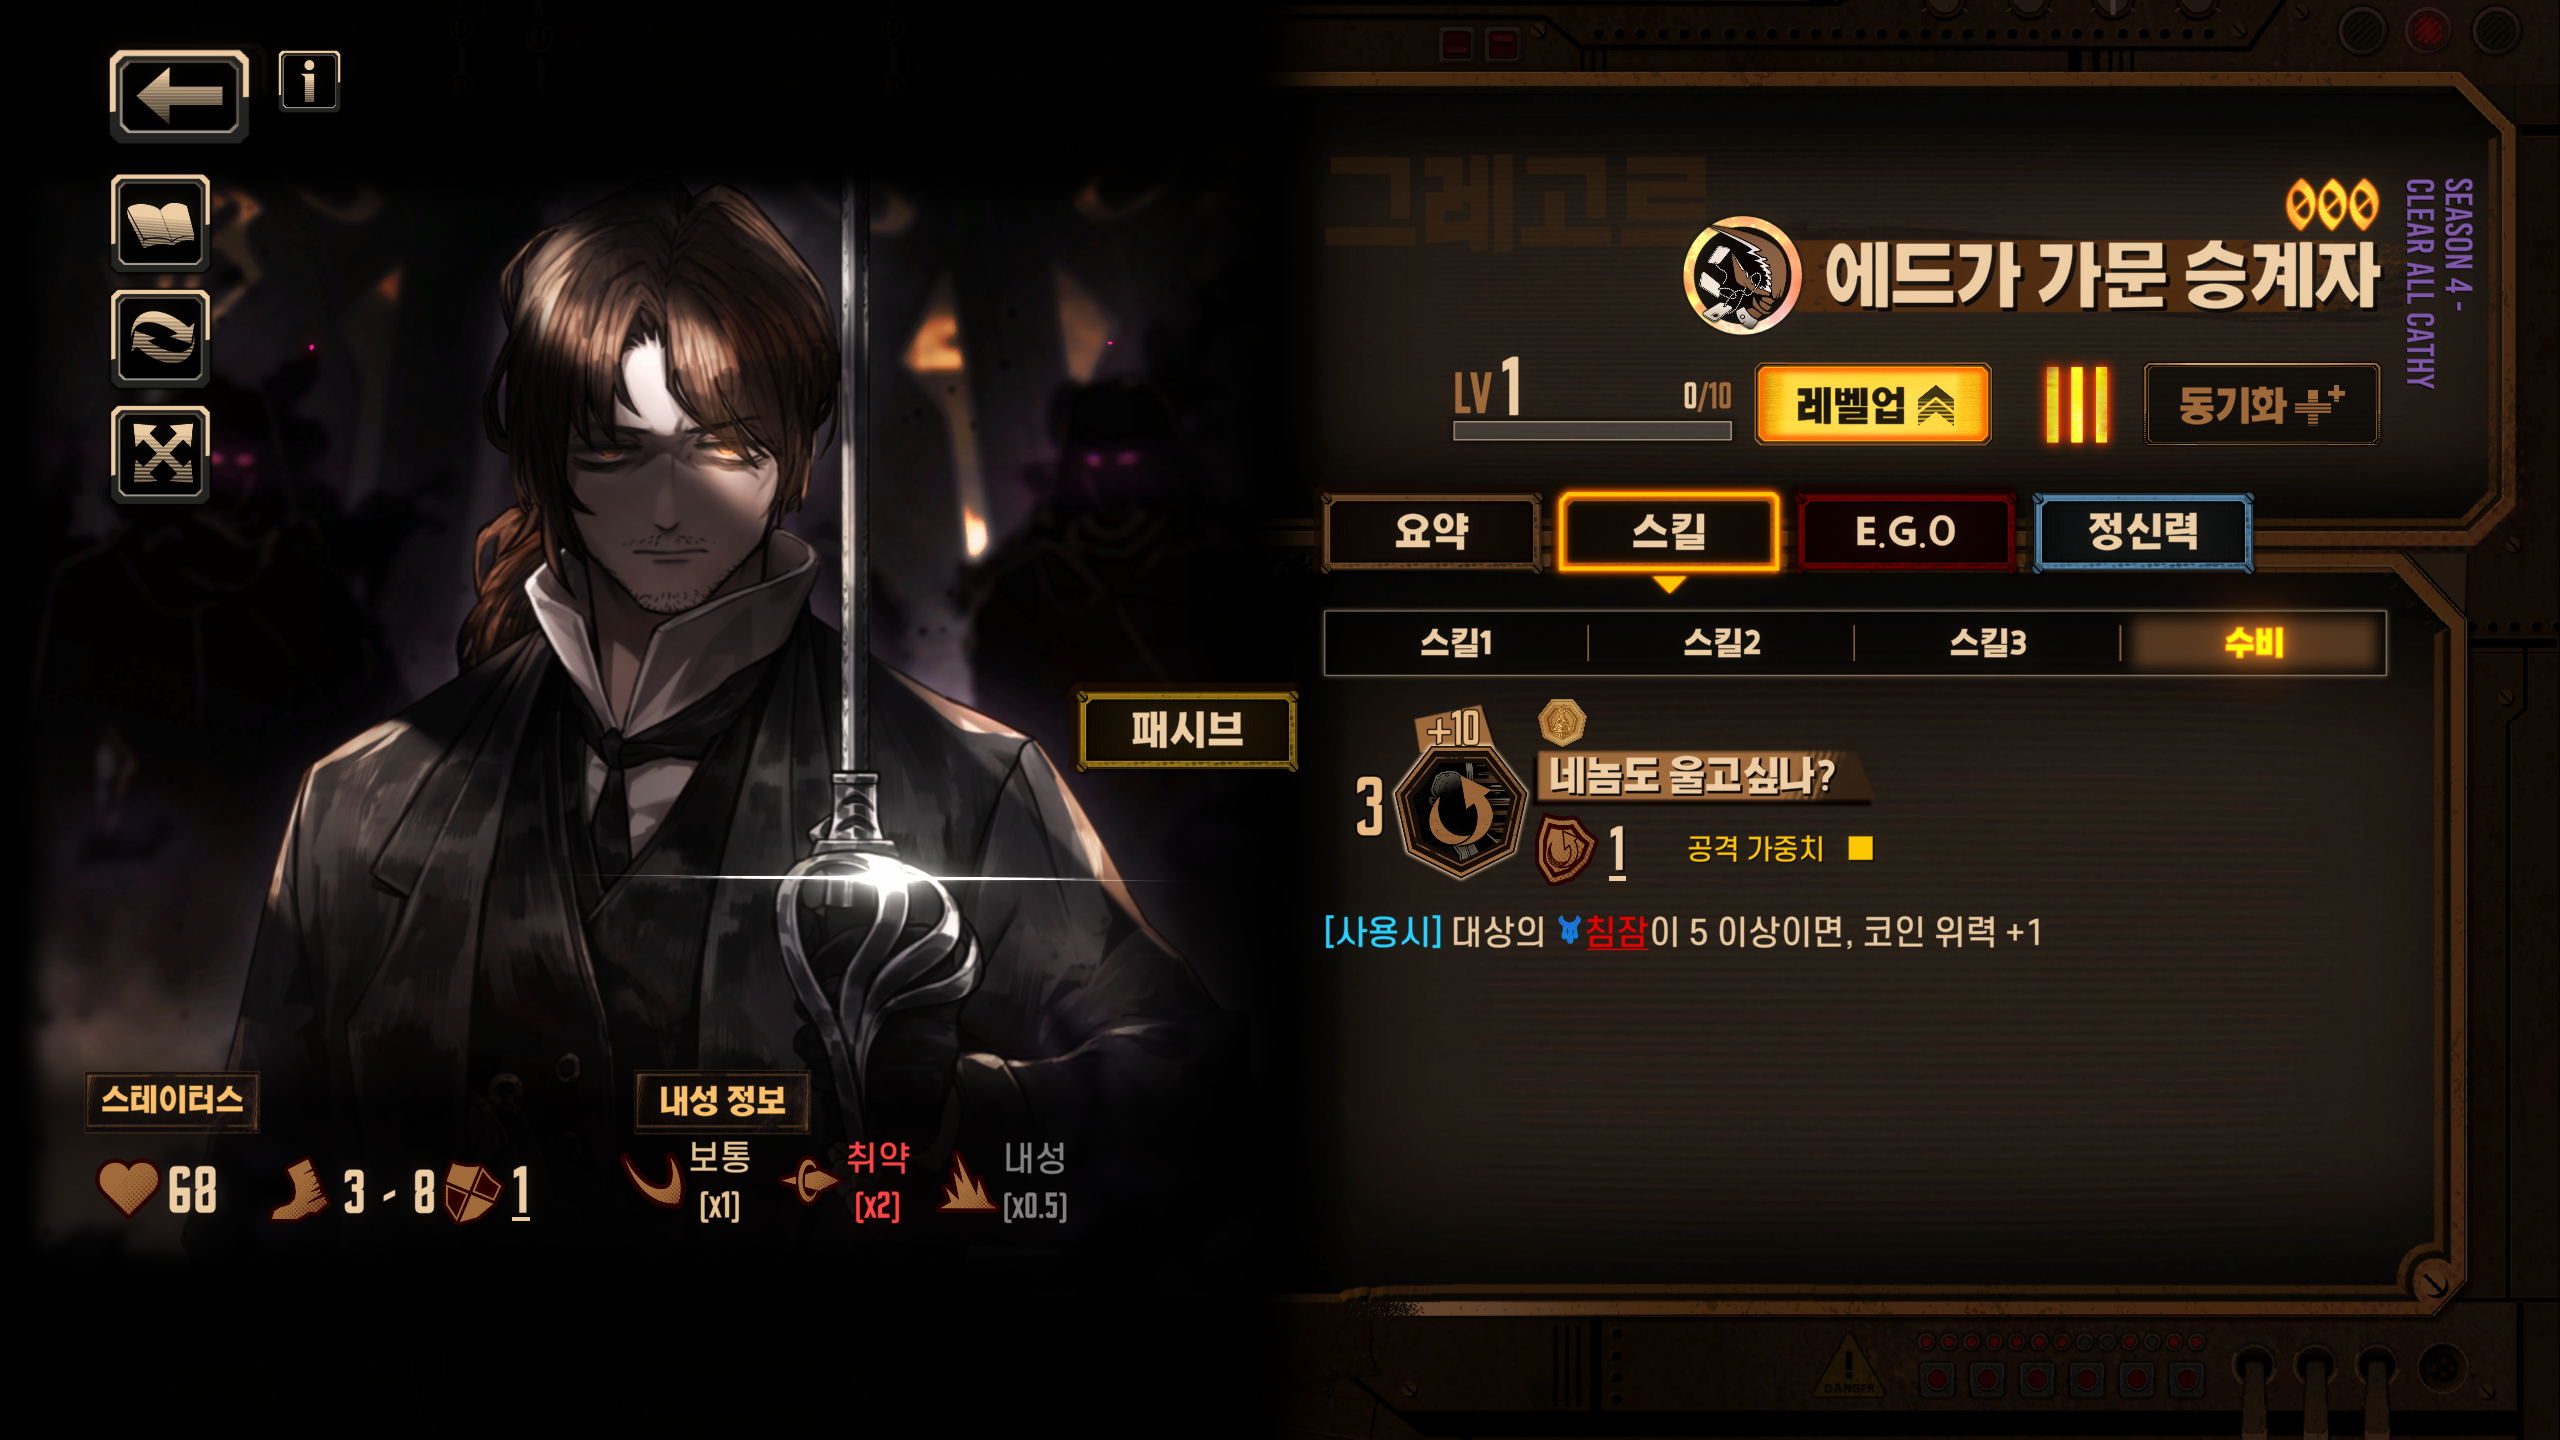 그레고르
에드가 가문 승계자
SEASON 4 -
CLEAR ALL CATHY
LV 1
0/10
레벨업
동기화
요약
스킬
E.G.O
정신력
스킬1
스킬2
스킬3
수비
패시브
+10
3
네놈도 울고싶나?
1
공격 가중치
[사용시] 대상의 침잠이 5 이상이면, 코인 위력 +1
스테이터스
68
3 - 8
1
내성 정보
보통
[x1]
취약
[x2]
내성
[x0.5]
DANGER